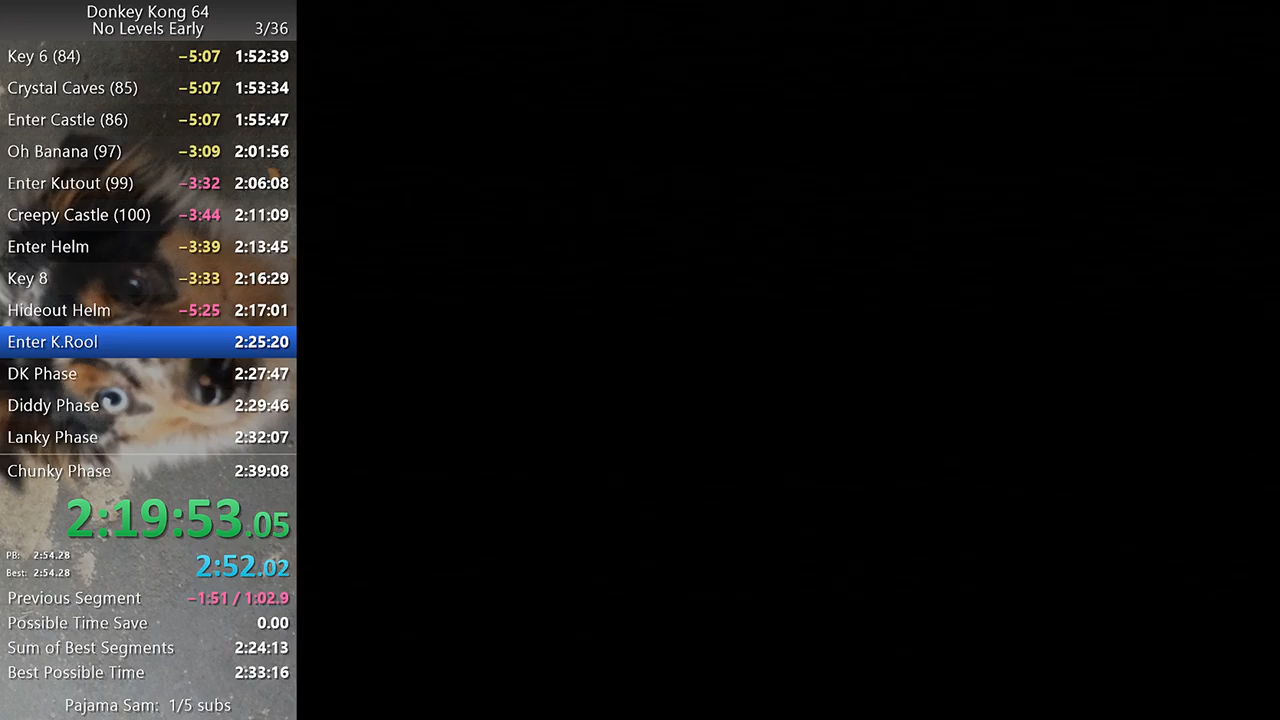 Donkey Kong 64
No Levels Early 3/36
Key 6 (84) −5:07 1:52:39
Crystal Caves (85) −5:07 1:53:34
Enter Castle (86) −5:07 1:55:47
Oh Banana (97) −3:09 2:01:56
Enter Kutout (99) −3:32 2:06:08
Creepy Castle (100) −3:44 2:11:09
Enter Helm −3:39 2:13:45
Key 8 −3:33 2:16:29
Hideout Helm −5:25 2:17:01
Enter K.Rool 2:25:20
DK Phase 2:27:47
Diddy Phase 2:29:46
Lanky Phase 2:32:07
Chunky Phase 2:39:08
2:19:53.05
PB: 2:54.28 2:52.02
Best: 2:54.28
Previous Segment −1:51 / 1:02.9
Possible Time Save 0.00
Sum of Best Segments 2:24:13
Best Possible Time 2:33:16
Pajama Sam: 1/5 subs